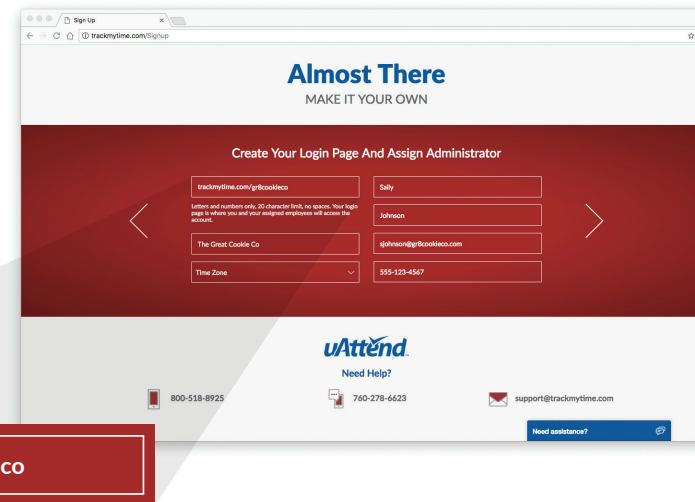 Sign Up
trackmytime.com/Signup
Almost There
MAKE IT YOUR OWN
Create Your Login Page And Assign Administrator
trackmytime.com/gr8cookieco
Sally
Letters and numbers only, 20 character limit, no spaces. Your login
page is where you and your assigned employees will access the
account.
Johnson
The Great Cookie Co
sjohnson@gr8cookieco.com
Time Zone
555-123-4567
uAttend
Need Help?
800-518-8925
760-278-6623
support@trackmytime.com
Need assistance?
co